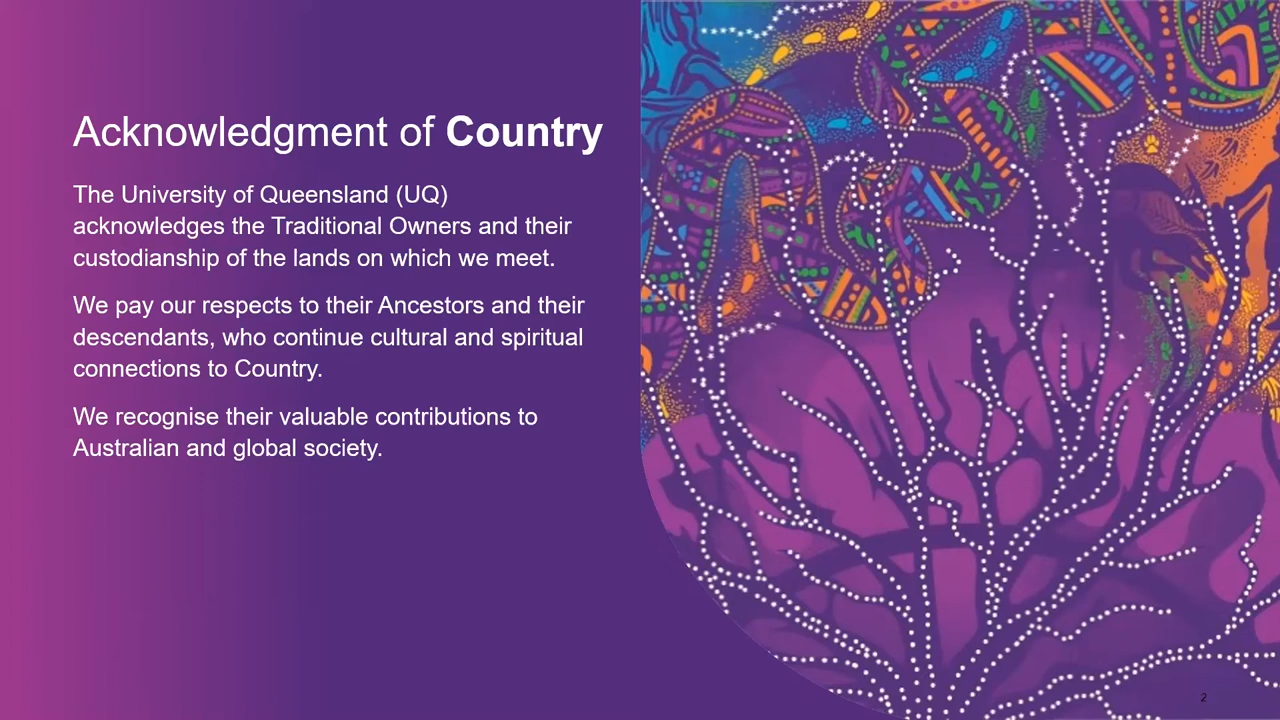 Acknowledgment of Country
The University of Queensland (UQ)
acknowledges the Traditional Owners and their
custodianship of the lands on which we meet.
We pay our respects to their Ancestors and their
descendants, who continue cultural and spiritual
connections to Country.
We recognise their valuable contributions to
Australian and global society.
2